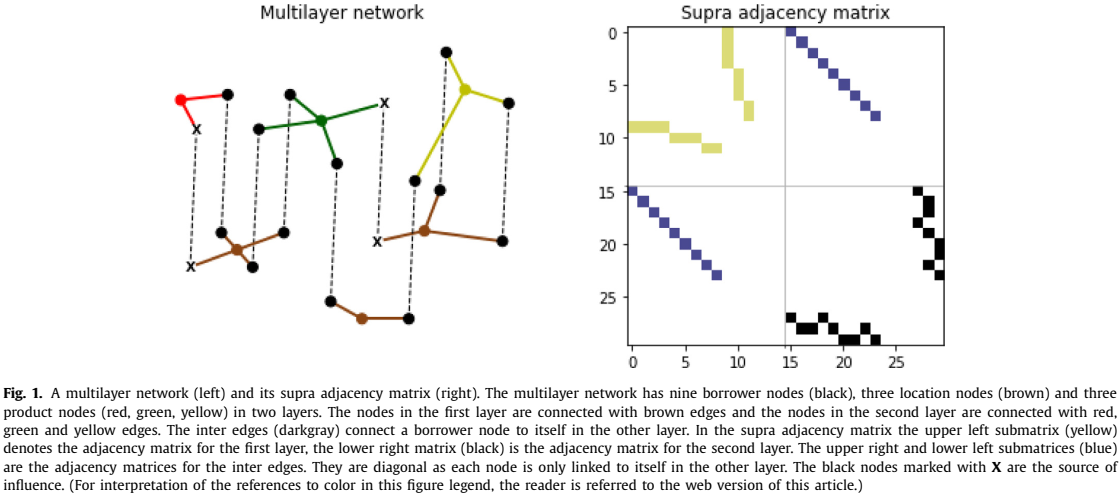 Multilayer network
Supra adjacency matrix
X
X
X
X
0
5
10
15
20
25
0
5
10
15
20
25
Fig. 1. A multilayer network (left) and its supra adjacency matrix (right). The multilayer network has nine borrower nodes (black), three location nodes (brown) and three
product nodes (red, green, yellow) in two layers. The nodes in the first layer are connected with brown edges and the nodes in the second layer are connected with red,
green and yellow edges. The inter edges (darkgray) connect a borrower node to itself in the other layer. In the supra adjacency matrix the upper left submatrix (yellow)
denotes the adjacency matrix for the first layer, the lower right matrix (black) is the adjacency matrix for the second layer. The upper right and lower left submatrices (blue)
are the adjacency matrices for the inter edges. They are diagonal as each node is only linked to itself in the other layer. The black nodes marked with X are the source of
influence. (For interpretation of the references to color in this figure legend, the reader is referred to the web version of this article.)